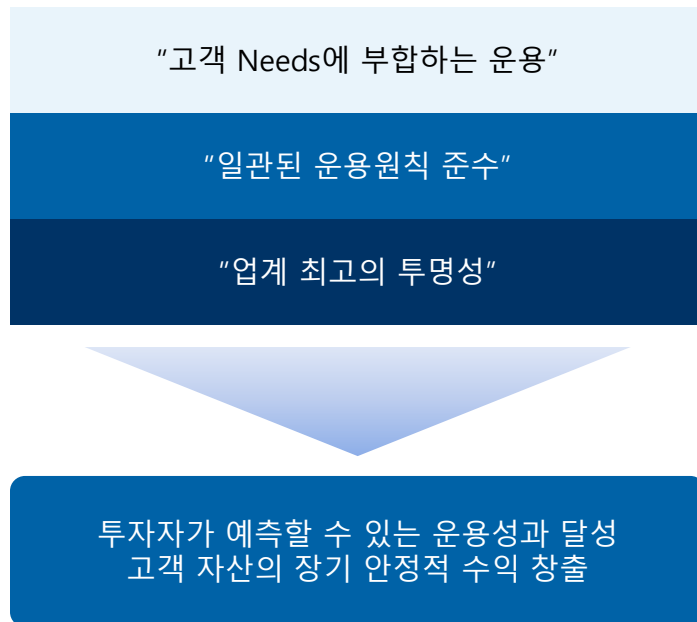 "고객 Needs에 부합하는 운용"
"일관된 운용원칙 준수"
"업계 최고의 투명성"
투자자가 예측할 수 있는 운용성과 달성
고객 자산의 장기 안정적 수익 창출